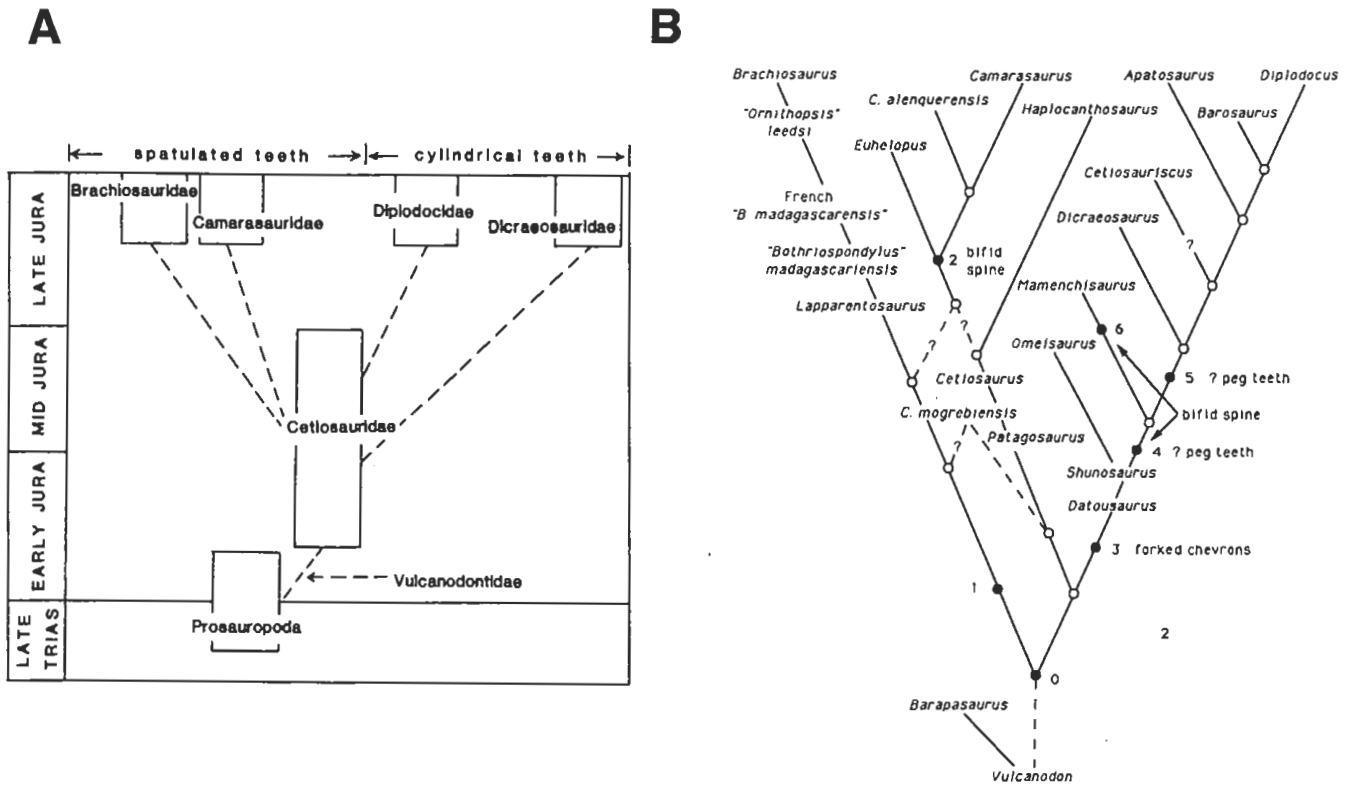 A
spatulated teeth
cylindrical teeth
LATE JURA
MID JURA
EARLY JURA
LATE
TRIAS
Brachiosauridae
Camarasauridae
Diplodocidae
Dicraeosauridae
Cetiosauridae
Vulcanodontidae
Prosauropoda
B
Brachiosaurus
Camarasaurus
Apatosaurus
Diplodocus
C. alenquerensis
"Ornithopsis"
leedsi
Haplocanthosaurus
Barosaurus
Euhelopus
Cetiosauriscus
French
"B madagascarensis"
Dicraeosaurus
?
"Bothriospondylus"
madagascariensis
2 bifid
spine
Mamenchisaurus
Lapparentosaurus
?
?
6
Omeisaurus
Cetiosaurus
5 ? peg teeth
C. mogrebiensis
bifid spine
?
Patagosaurus
4 ? peg teeth
Shunosaurus
Datousaurus
3 forked chevrons
1
2
0
Barapasaurus
Vulcanodon